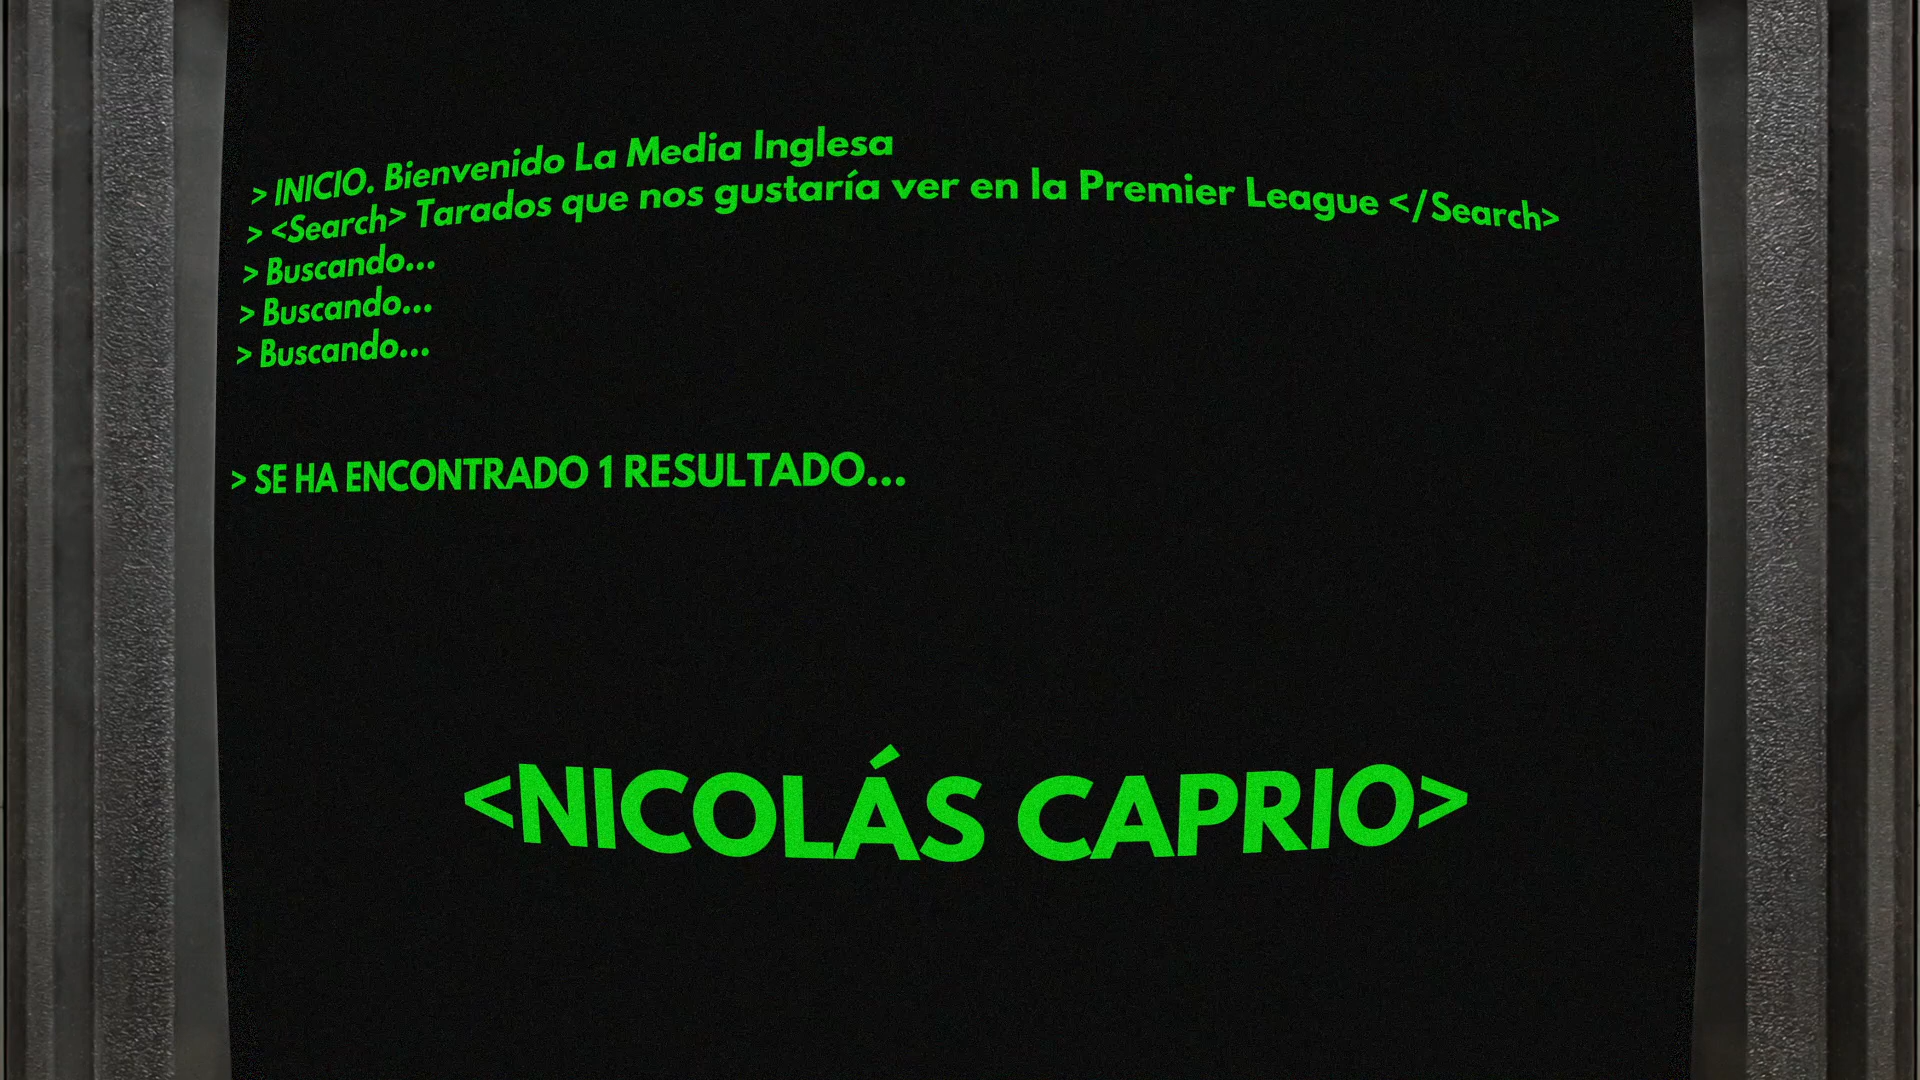 > INICIO. Bienvenido La Media Inglesa
> <Search> Tarados que nos gustaría ver en la Premier League </Search>
> Buscando...
> Buscando...
> Buscando...
> SE HA ENCONTRADO 1 RESULTADO...
<NICOLÁS CAPRIO>